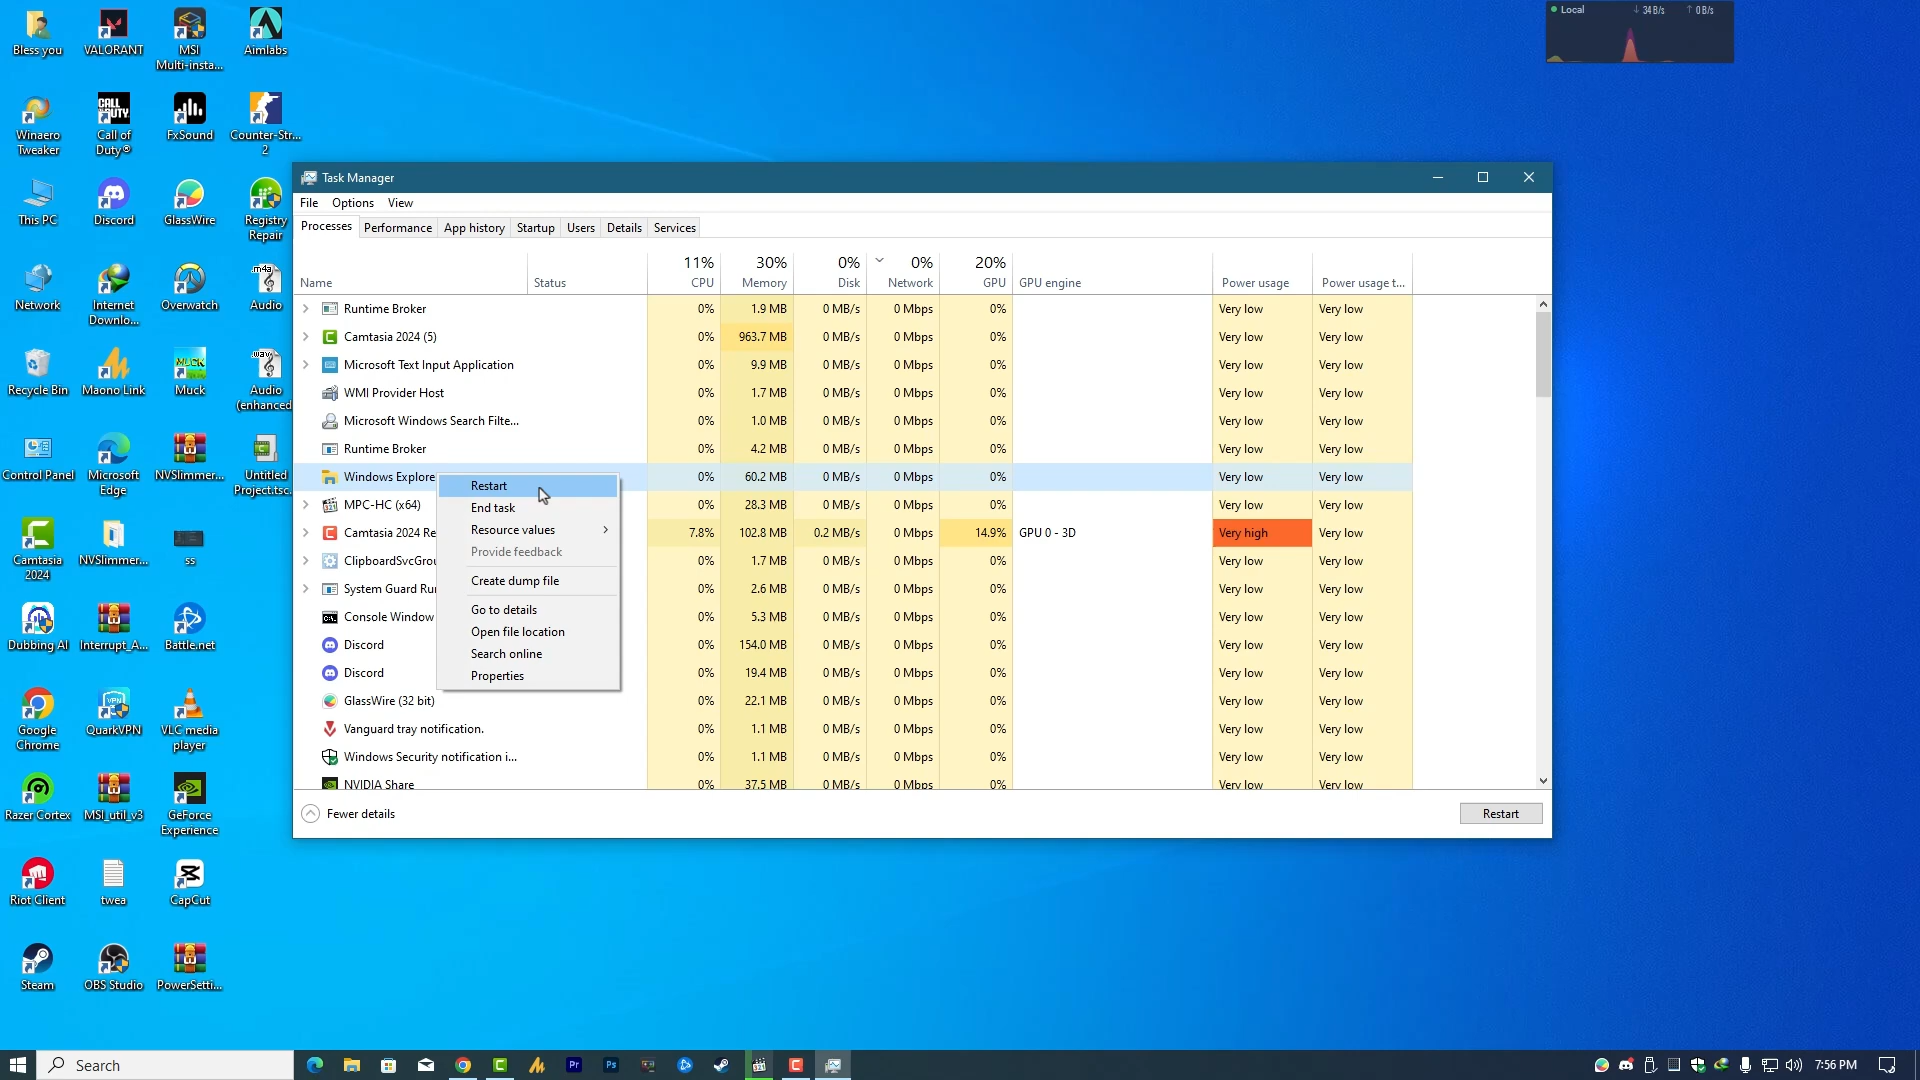 Bless you
VALORANT
MSI
Multi-insta...
Aimlabs
Winaero
Tweaker
CALL OF DUTY
Call of
Duty®
FxSound
Counter-Str...
2
This PC
Discord
GlassWire
Registry
Repair
Network
Internet
Downlo...
Overwatch
.m4a
Audio
Recycle Bin
Maono Link
MUCK
Muck
.wav
Audio
(enhanced
Control Panel
Microsoft
Edge
NVSlimmer...
Untitled
Project.tsc...
Camtasia
2024
NVSlimmer...
ss
Dubbing AI
Interrupt_A...
Battle.net
Google
Chrome
VPN
QuarkVPN
VLC media
player
Razer Cortex
MSI_util_v3
GeForce
Experience
Riot Client
twea
CapCut
Steam
OBS Studio
PowerSetti...
Local ↓ 34 B/s ↑ 0 B/s
Task Manager
File Options View
Processes Performance App history Startup Users Details Services
11% 30% 0% 0% 20%
Name Status CPU Memory Disk Network GPU GPU engine Power usage Power usage t...
Runtime Broker 0% 1.9 MB 0 MB/s 0 Mbps 0% Very low Very low
Camtasia 2024 (5) 0% 963.7 MB 0 MB/s 0 Mbps 0% Very low Very low
Microsoft Text Input Application 0% 9.9 MB 0 MB/s 0 Mbps 0% Very low Very low
WMI Provider Host 0% 1.7 MB 0 MB/s 0 Mbps 0% Very low Very low
Microsoft Windows Search Filte... 0% 1.0 MB 0 MB/s 0 Mbps 0% Very low Very low
Runtime Broker 0% 4.2 MB 0 MB/s 0 Mbps 0% Very low Very low
Windows Explore 0% 60.2 MB 0 MB/s 0 Mbps 0% Very low Very low
MPC-HC (x64) 0% 28.3 MB 0 MB/s 0 Mbps 0% Very low Very low
Camtasia 2024 Re 7.8% 102.8 MB 0.2 MB/s 0 Mbps 14.9% GPU 0 - 3D Very high Very low
ClipboardSvcGrou 0% 1.7 MB 0 MB/s 0 Mbps 0% Very low Very low
System Guard Run 0% 2.6 MB 0 MB/s 0 Mbps 0% Very low Very low
Console Window 0% 5.3 MB 0 MB/s 0 Mbps 0% Very low Very low
Discord 0% 154.0 MB 0 MB/s 0 Mbps 0% Very low Very low
Discord 0% 19.4 MB 0 MB/s 0 Mbps 0% Very low Very low
GlassWire (32 bit) 0% 22.1 MB 0 MB/s 0 Mbps 0% Very low Very low
Vanguard tray notification. 0% 1.1 MB 0 MB/s 0 Mbps 0% Very low Very low
Windows Security notification i... 0% 1.1 MB 0 MB/s 0 Mbps 0% Very low Very low
NVIDIA Share 0% 37.5 MB 0 MB/s 0 Mbps 0% Very low Very low
Restart
End task
Resource values
Provide feedback
Create dump file
Go to details
Open file location
Search online
Properties
Fewer details
Restart
Search
Pr
Ps
7:56 PM